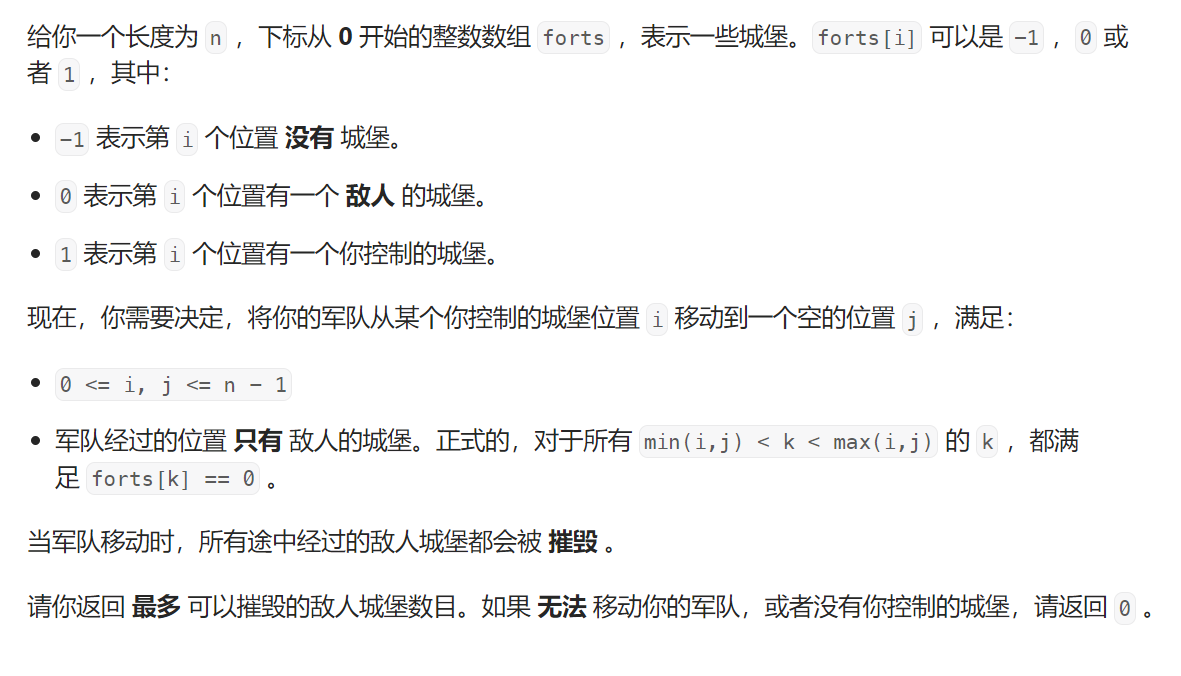 给你一个长度为 n ，下标从 0 开始的整数数组 forts ，表示一些城堡。forts[i] 可以是 -1 ，0 或
者 1 ，其中：
-1 表示第 i 个位置 没有 城堡。
0 表示第 i 个位置有一个 敌人 的城堡。
1 表示第 i 个位置有一个你控制的城堡。
现在，你需要决定，将你的军队从某个你控制的城堡位置 i 移动到一个空的位置 j ，满足：
0 <= i, j <= n - 1
军队经过的位置 只有 敌人的城堡。正式的，对于所有 min(i,j) < k < max(i,j) 的 k ，都满
足 forts[k] == 0 。
当军队移动时，所有途中经过的敌人城堡都会被 摧毁 。
请你返回 最多 可以摧毁的敌人城堡数目。如果 无法 移动你的军队，或者没有你控制的城堡，请返回 0 。